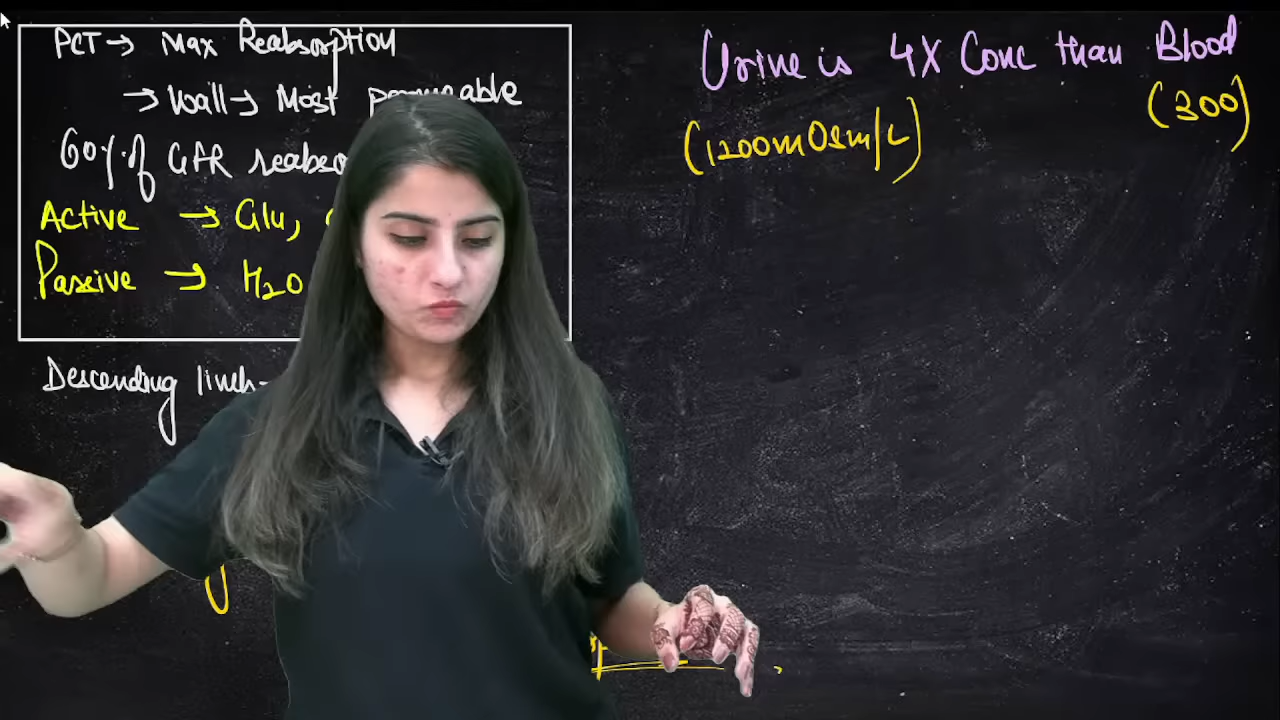 PCT → Max Reabsorption
→ Wall → Most permeable
60% of GFR reabso
Active → Glu,
Passive → H2O
Descending limb
Urine is 4X Conc than Blood
(1200mOsm/L) (300)